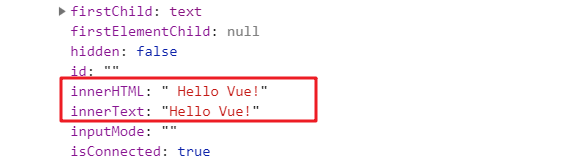 firstChild: text
firstElementChild: null
hidden: false
id: ""
innerHTML: " Hello Vue!"
innerText: "Hello Vue!"
inputMode: ""
isConnected: true